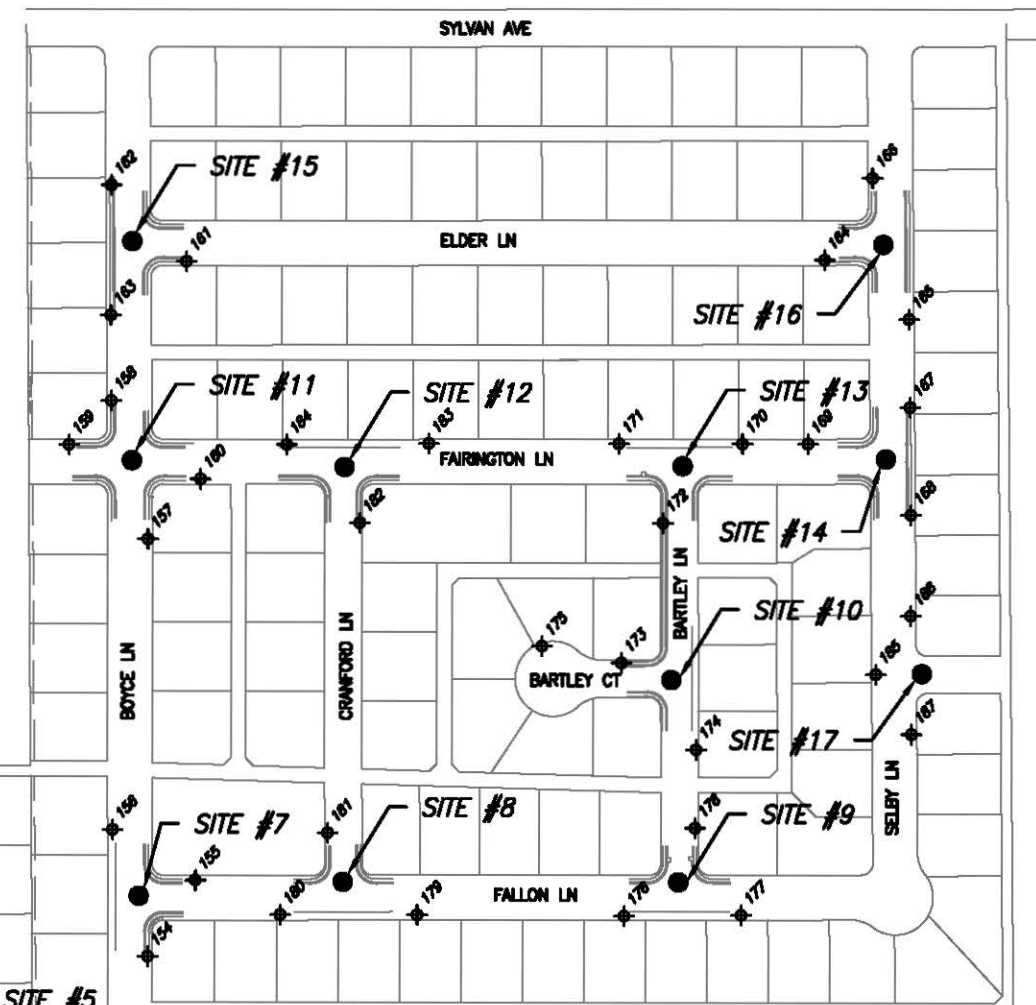 SYLVAN AVE
162
SITE #15
166
ELDER LN
161
164
163
SITE #16
165
158
SITE #11
SITE #12
SITE #13
167
159
184
183
171
170
169
FAIRINGTON LN
160
182
172
168
157
SITE #14
BARTLEY LN
SITE #10
186
175
173
185
BOYCE LN
CRANFORD LN
BARTLEY CT
174
SITE #17
187
SELBY LN
156
SITE #7
181
SITE #8
176
SITE #9
155
180
179
FALLON LN
178
177
154
SITE #5